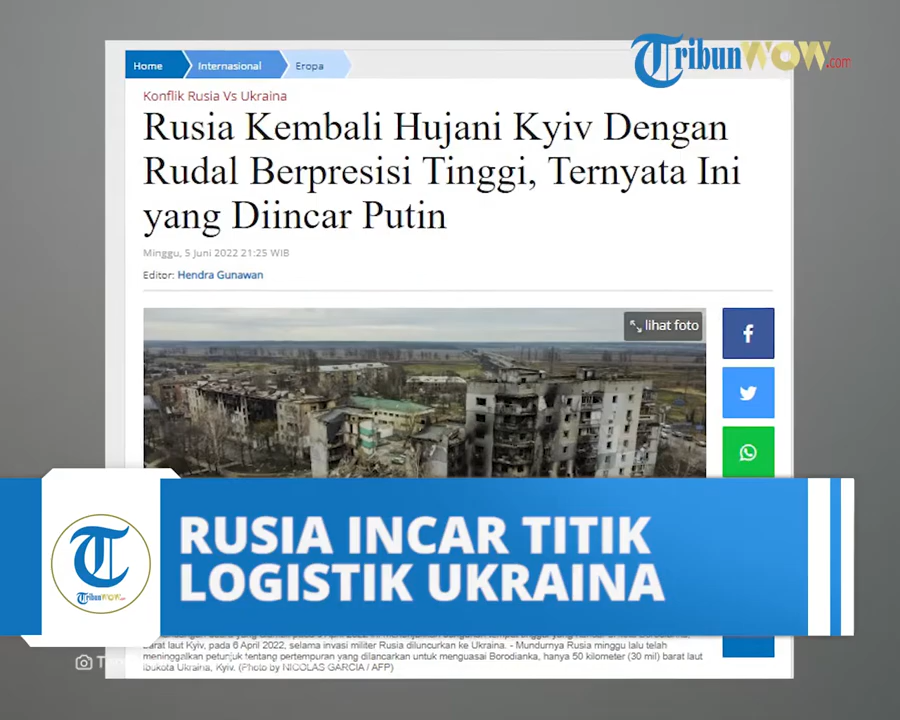 TribunWOW.com
Home Internasional Eropa
Konflik Rusia Vs Ukraina
Rusia Kembali Hujani Kyiv Dengan
Rudal Berpresisi Tinggi, Ternyata Ini
yang Diincar Putin
Minggu, 5 Juni 2022 21:25 WIB
Editor: Hendra Gunawan
lihat foto
RUSIA INCAR TITIK
LOGISTIK UKRAINA
TribunWOW.com
barat laut Kyiv, pada 6 April 2022, selama invasi militer Rusia diluncurkan ke Ukraina. - Mundurnya Rusia minggu lalu telah
meninggalkan petunjuk tentang pertempuran yang dilancarkan untuk menguasai Borodianka, hanya 50 kilometer (30 mil) barat laut
ibukota Ukraina, Kyiv. (Photo by NICOLAS GARCIA / AFP)